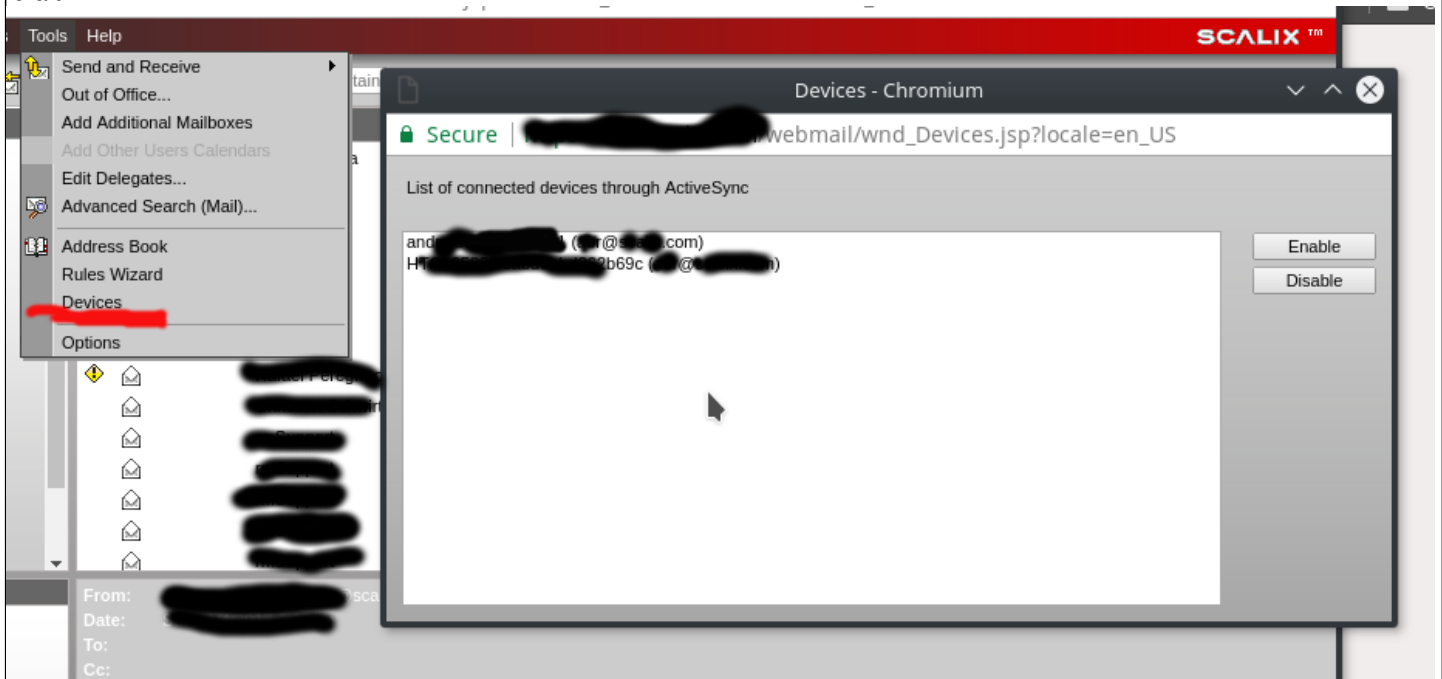 Tools Help
SCALIX ™
Send and Receive
Out of Office...
Add Additional Mailboxes
Add Other Users Calendars
Edit Delegates...
Advanced Search (Mail)...
Address Book
Rules Wizard
Devices
Options
Devices - Chromium
Secure | webmail/wnd_Devices.jsp?locale=en_US
List of connected devices through ActiveSync
.com)
b69c
Enable
Disable
From:
Date:
To:
Cc: